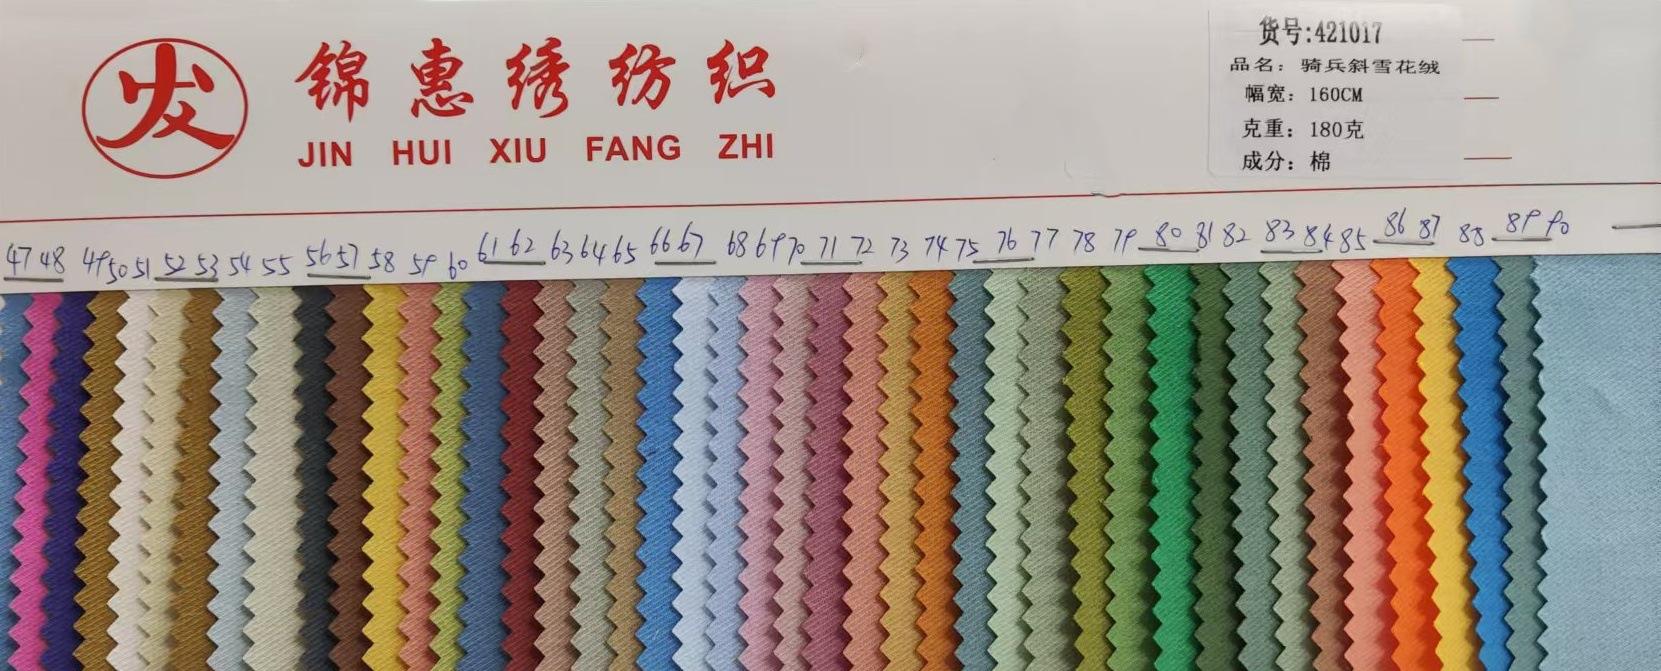 发
锦惠绣纺织
JIN HUI XIU FANG ZHI
货号:421017
品名：骑兵斜雪花绒
幅宽：160CM
克重：180克
成分：棉
47 48 49 50 51 52 53 54 55 56 57 58 59 60 61 62 63 64 65 66 67 68 69 70 71 72 73 74 75 76 77 78 79 80 81 82 83 84 85 86 87 88 89 90